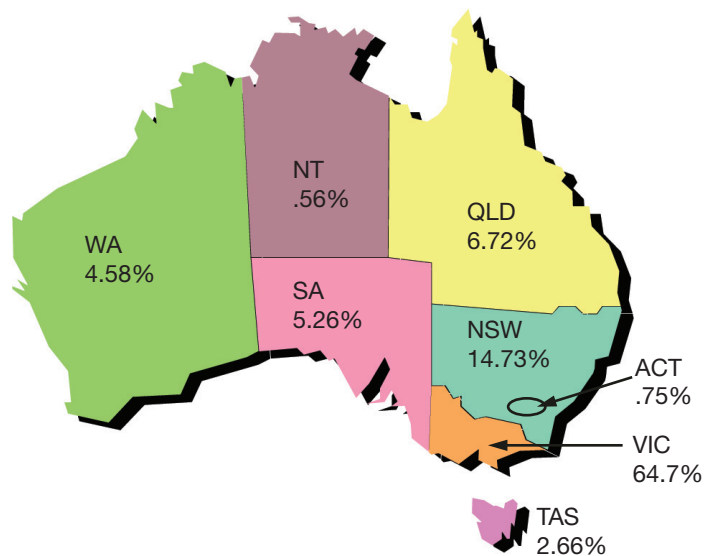 NT
.56%
QLD
6.72%
WA
4.58%
SA
5.26%
NSW
14.73%
ACT
.75%
VIC
64.7%
TAS
2.66%